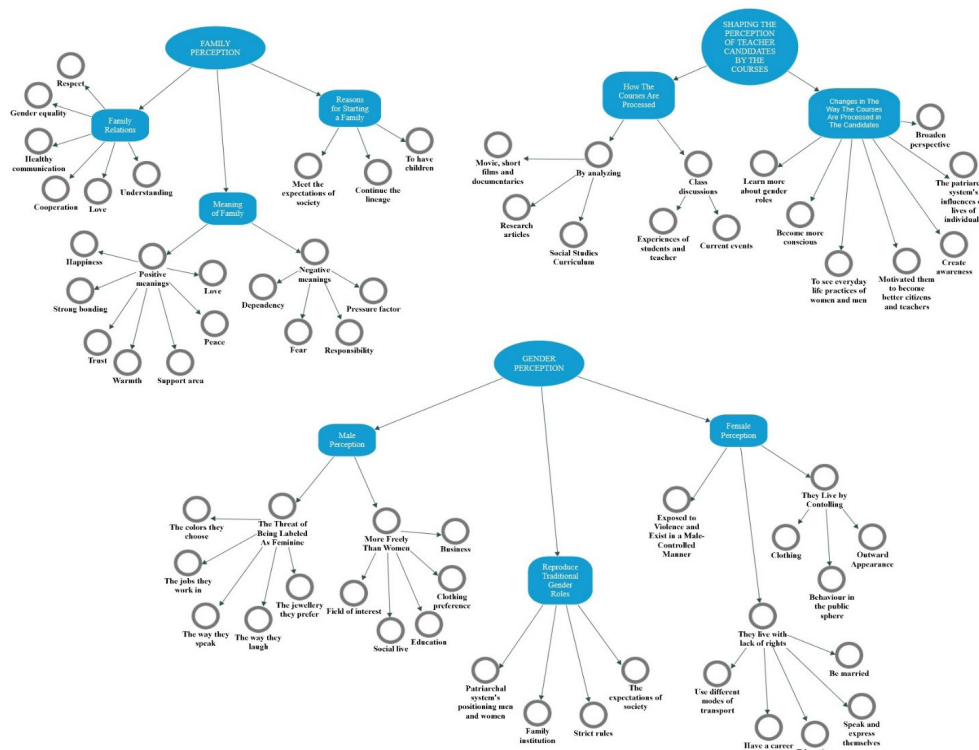 FAMILY
PERCEPTION
Respect
Gender equality
Family
Relations
Healthy
communication
Cooperation
Love
Understanding
Reasons
for Starting
a Family
Meet the
expectations of
society
Continue the
lineage
To have
children
Meaning
of Family
Happiness
Positive
meanings
Love
Strong bonding
Trust
Warmth
Support area
Peace
Negative
meanings
Dependency
Fear
Responsibility
Pressure factor
SHAPING THE
PERCEPTION
OF TEACHER
CANDIDATES
BY THE
COURSES
How The
Courses Are
Processed
Movic, short
films and
documentaries
By analyzing
Research
articles
Social Studies
Curriculum
Class
discussions
Experiences of
students and
teacher
Current events
Changes in The
Way The Courses
Are Processed in
The Candidates
Broaden
perspective
Learn more
about gender
roles
Become more
conscious
To see everyday
life practices of
women and men
Motivated them
to become
better citizens
and teachers
Create
awareness
The patriarc
system's
influences o
lives of
individual
GENDER
PERCEPTION
Male
Perception
The Threat of
Being Labeled
As Feminine
The colors they
choose
The jobs they
work in
The way they
speak
The way they
laugh
The jewellery
they prefer
More Freely
Than Women
Business
Field of interest
Social live
Education
Clothing
preference
Reproduce
Traditional
Gender
Roles
Patriarchal
system's
positioning men
and women
Family
institution
Strict rules
The
expectations of
society
Female
Perception
Exposed to
Violence and
Exist in a Male-
Controlled
Manner
They Live by
Contolling
Clothing
Behaviour in
the public
sphere
Outward
Appearance
They live with
lack of rights
Use different
modes of
transport
Have a career
Speak and
express
themselves
Be married